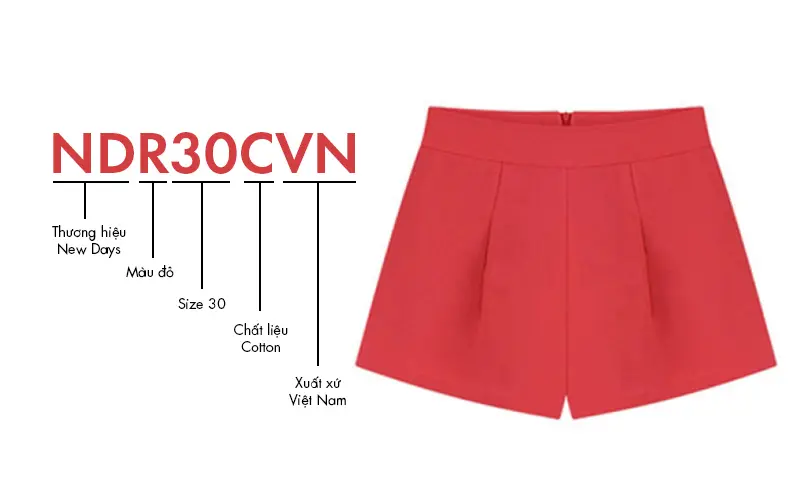 NDR30CVN
Thương hiệu
New Days
Màu đỏ
Size 30
Chất liệu
Cotton
Xuất xứ
Việt Nam